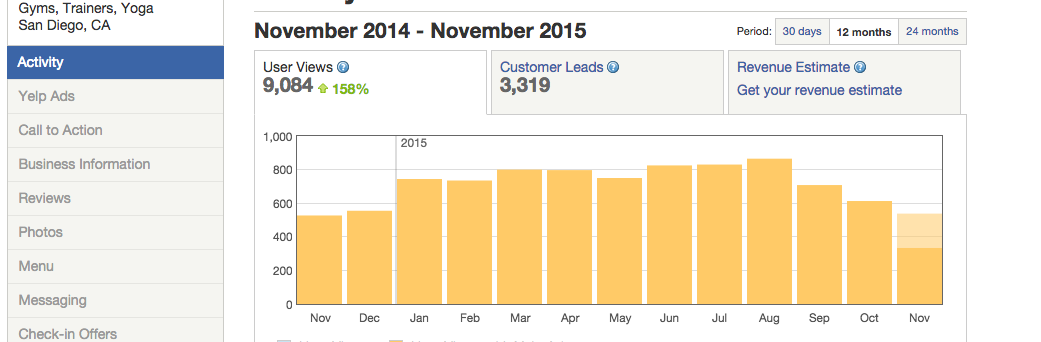 Gyms, Trainers, Yoga
San Diego, CA
Activity
Yelp Ads
Call to Action
Business Information
Reviews
Photos
Menu
Messaging
Check-in Offers
November 2014 - November 2015
Period: 30 days 12 months 24 months
User Views ?
9,084 158%
Customer Leads ?
3,319
Revenue Estimate ?
Get your revenue estimate
1,000
800
600
400
200
0
2015
Nov Dec Jan Feb Mar Apr May Jun Jul Aug Sep Oct Nov